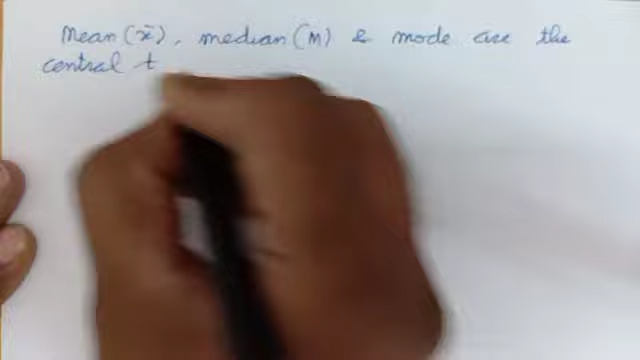 Mean (x̄), median (M) & mode are the
central t